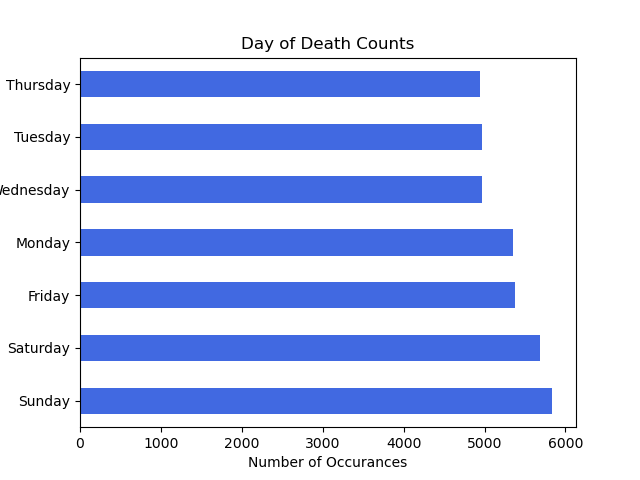 Day of Death Counts
Thursday
Tuesday
ednesday
Monday
Friday
Saturday
Sunday
0 1000 2000 3000 4000 5000 6000
Number of Occurances